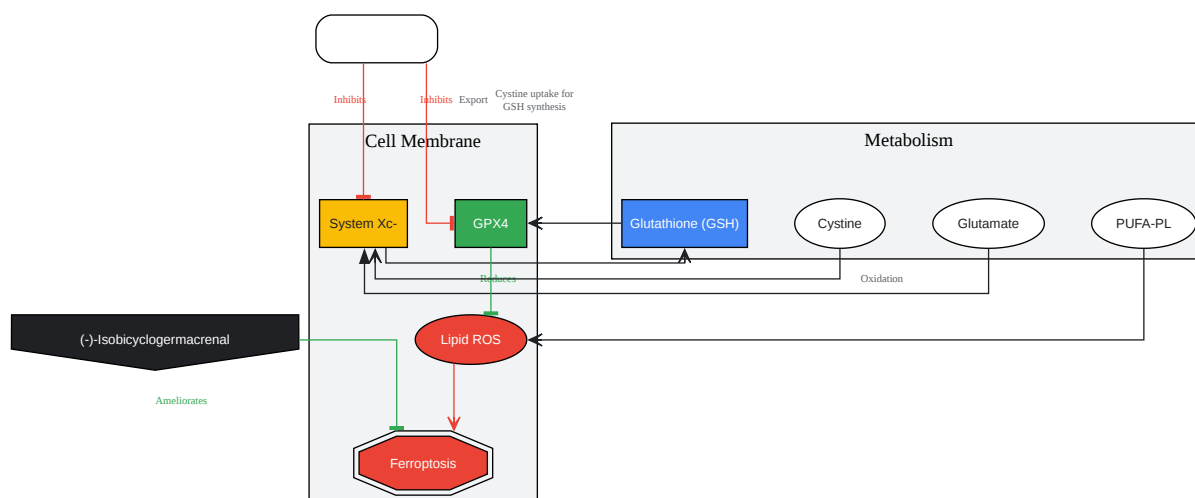 Inhibits
Inhibits
Export
Cystine uptake for
GSH synthesis
Cell Membrane
Metabolism
System Xc-
GPX4
Glutathione (GSH)
Cystine
Glutamate
PUFA-PL
Reduces
Oxidation
(-)-Isobicyclogermacrenal
Lipid ROS
Ameliorates
Ferroptosis